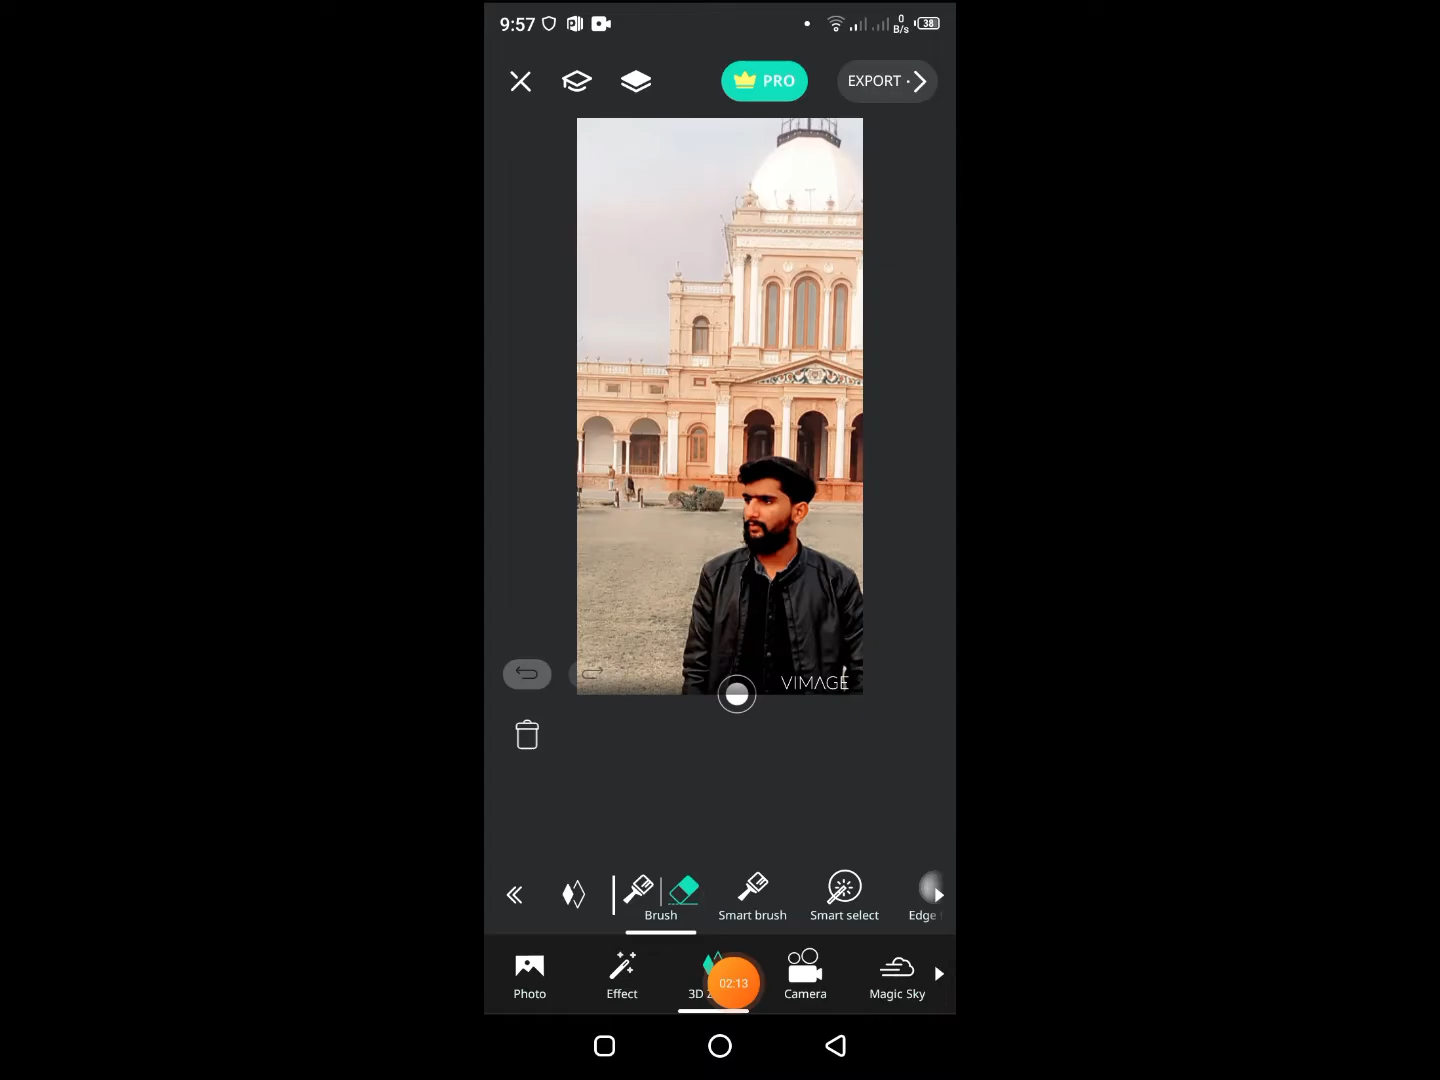 9:57
0
B/s
38
PRO
EXPORT
VIMAGE
Brush
Smart brush
Smart select
Edge
Photo
Effect
3D
02:13
Camera
Magic Sky